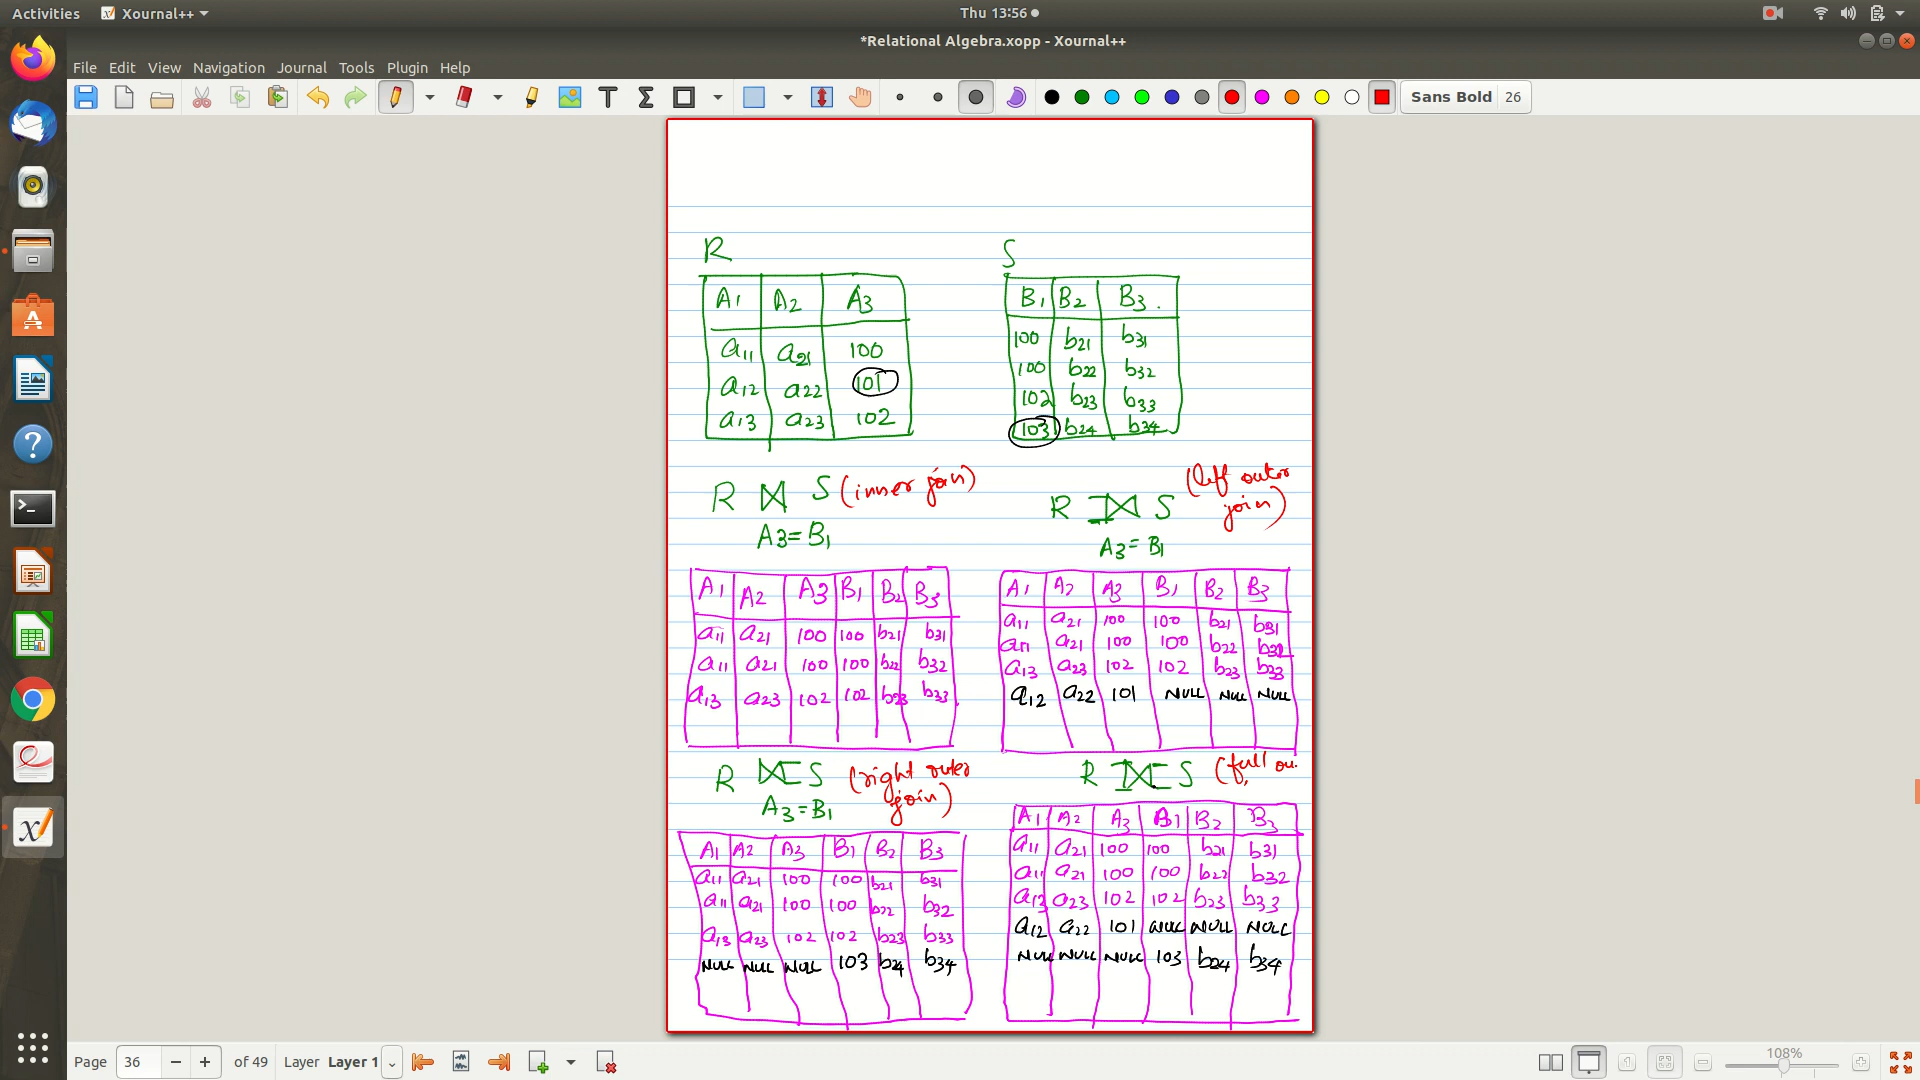 Activities Xournal++ Thu 13:56
*Relational Algebra.xopp - Xournal++
File Edit View Navigation Journal Tools Plugin Help
Sans Bold 26
R
A1 A2 A3
a11 a21 100
a12 a22 101
a13 a23 102
S
B1 B2 B3
100 b21 b31
100 b22 b32
102 b23 b33
103 b24 b34
R ⋈ S (inner join)
A3=B1
A1 A2 A3 B1 B2 B3
a11 a21 100 100 b21 b31
a11 a21 100 100 b22 b32
a13 a23 102 102 b23 b33
R ⟕ S (left outer
join)
A3=B1
A1 A2 A3 B1 B2 B3
a11 a21 100 100 b21 b31
a11 a21 100 100 b22 b32
a13 a23 102 102 b23 b33
a12 a22 101 NULL NULL NULL
R ⟖ S (right outer
join)
A3=B1
A1 A2 A3 B1 B2 B3
a11 a21 100 100 b21 b31
a11 a21 100 100 b22 b32
a13 a23 102 102 b23 b33
NULL NULL NULL 103 b24 b34
R ⟗ S (full ou.
A1 A2 A3 B1 B2 B3
a11 a21 100 100 b21 b31
a11 a21 100 100 b22 b32
a13 a23 102 102 b23 b33
a12 a22 101 NULL NULL NULL
NULL NULL NULL 103 b24 b34
Page 36 of 49 Layer Layer 1 108%